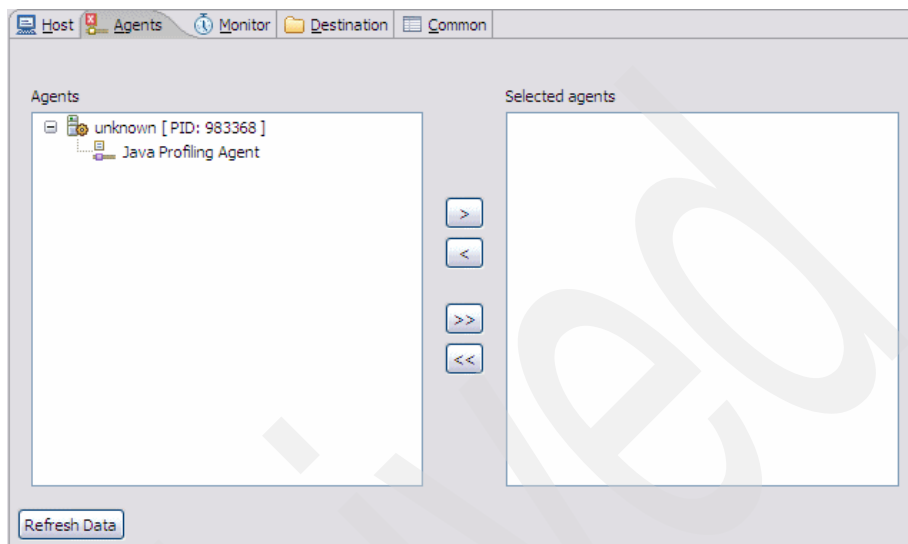 Host Agents Monitor Destination Common
Agents
Selected agents
unknown [ PID: 983368 ]
Java Profiling Agent
>
<
>>
<<
Refresh Data